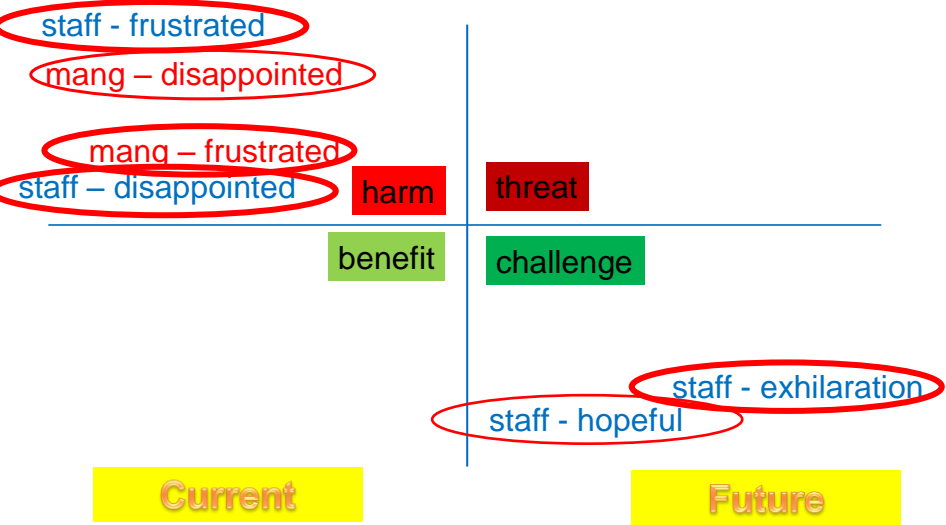 staff - frustrated
mang – disappointed
mang – frustrated
staff – disappointed
harm
threat
benefit
challenge
staff - exhilaration
staff - hopeful
Current
Future